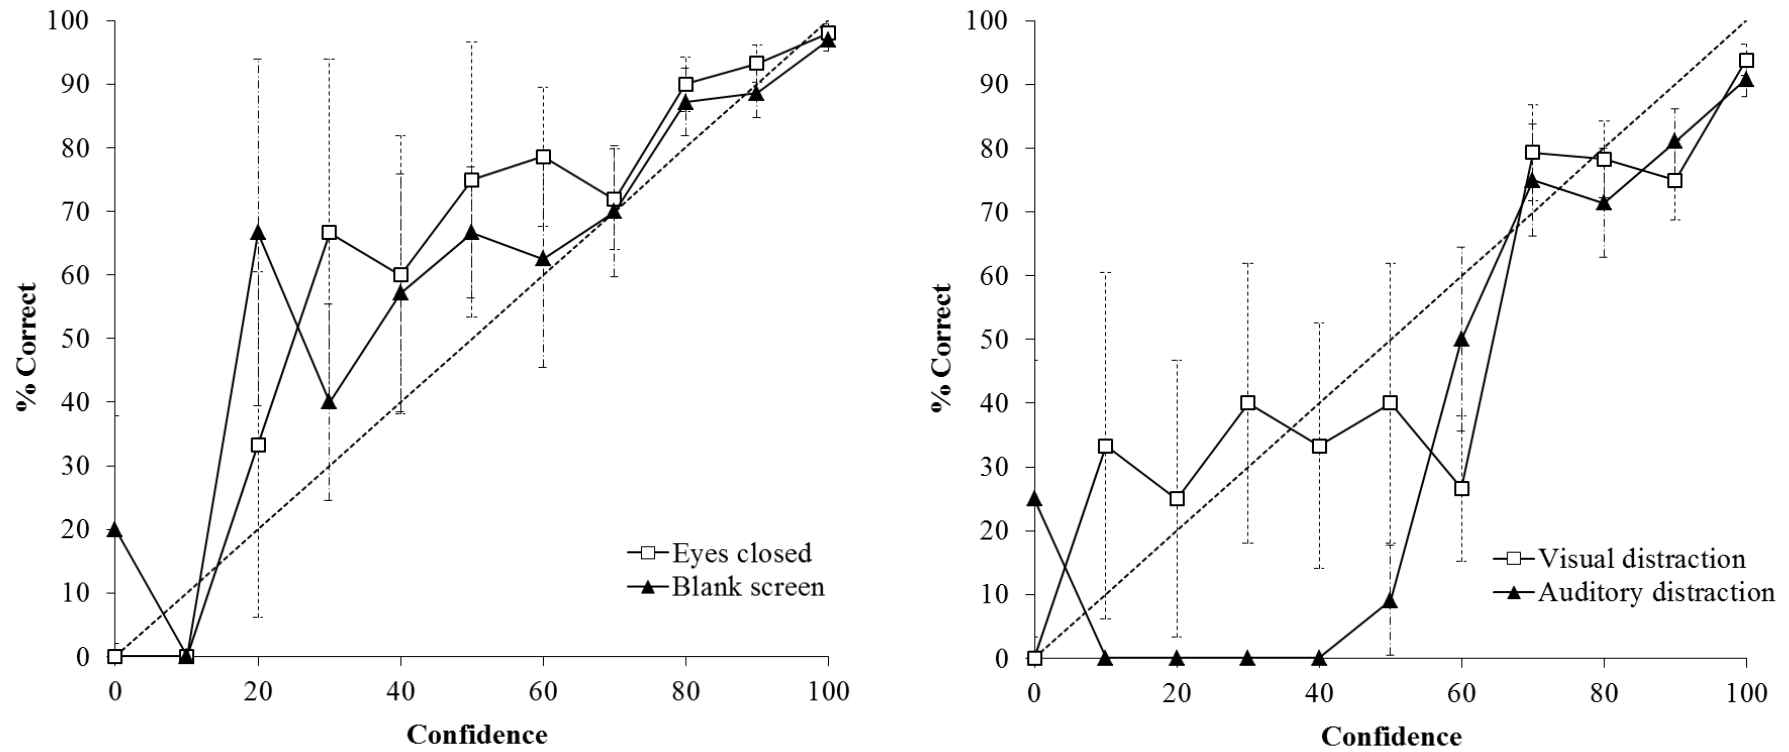 100
90
80
70
60
50
40
30
20
10
0
% Correct
0 20 40 60 80 100
Confidence
Eyes closed
Blank screen
100
90
80
70
60
50
40
30
20
10
0
% Correct
0 20 40 60 80 100
Confidence
Visual distraction
Auditory distraction